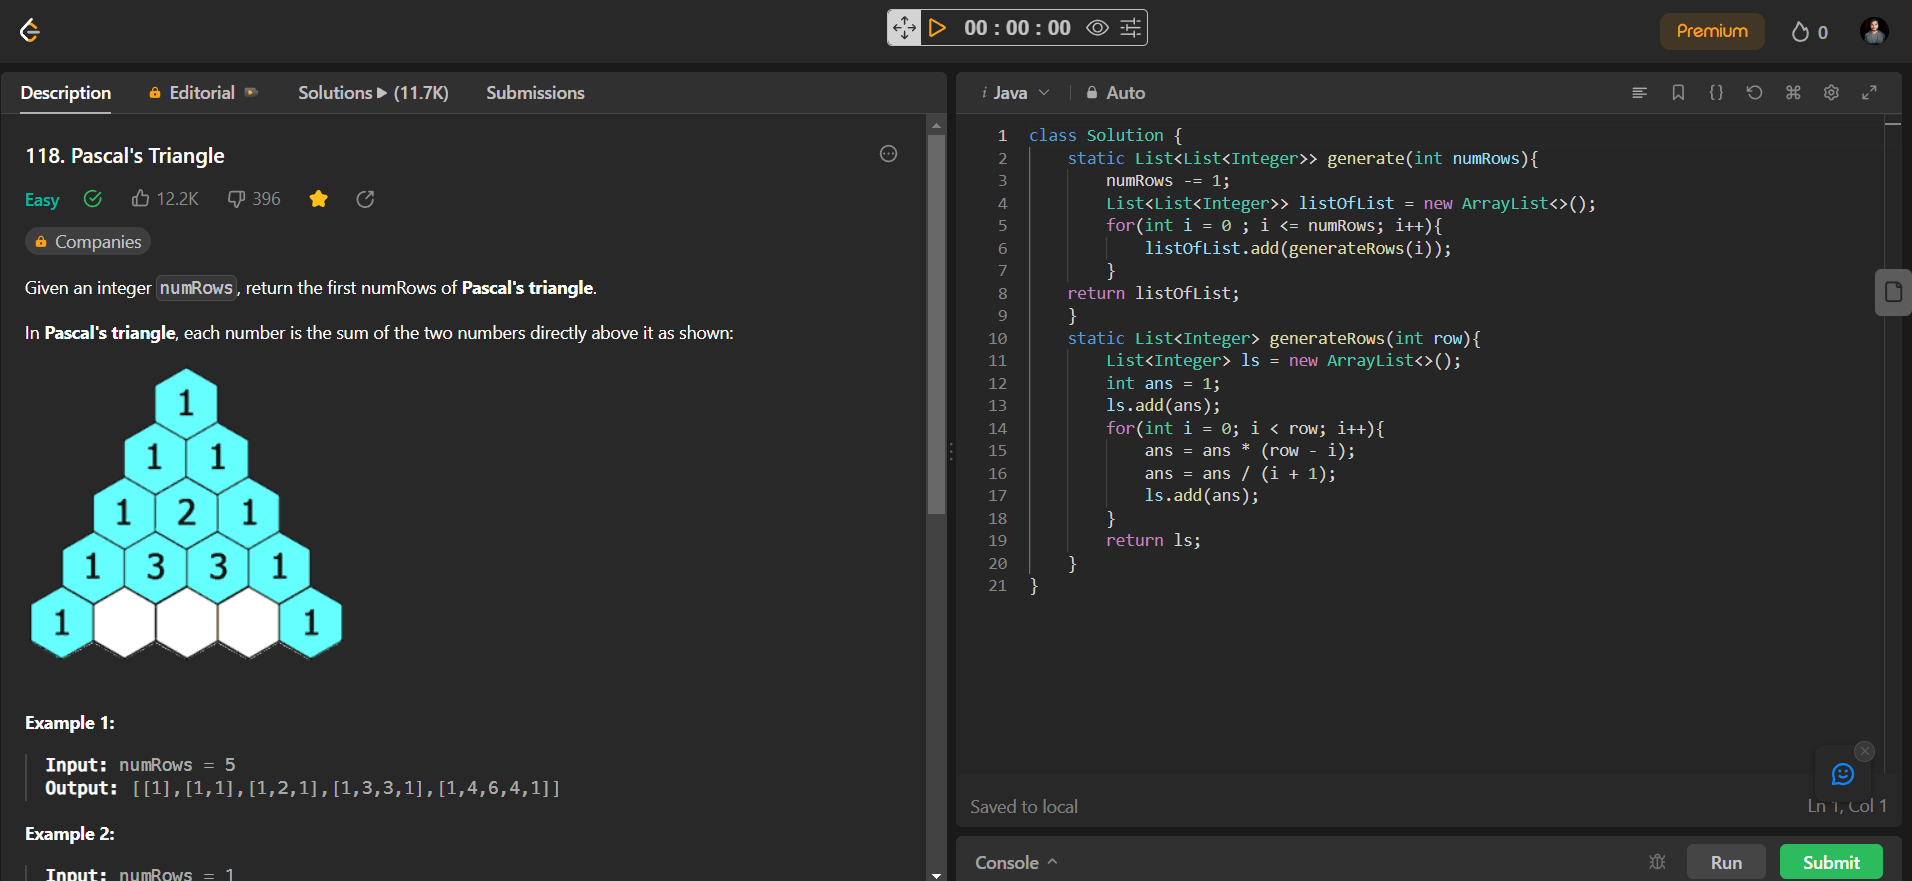 00 : 00 : 00
Premium
0
Description
Editorial
Solutions (11.7K)
Submissions
118. Pascal's Triangle
Easy
12.2K
396
Companies
Given an integer numRows, return the first numRows of Pascal's triangle.
In Pascal's triangle, each number is the sum of the two numbers directly above it as shown:
1
1 1
1 2 1
1 3 3 1
1 1
Example 1:
Input: numRows = 5
Output: [[1],[1,1],[1,2,1],[1,3,3,1],[1,4,6,4,1]]
Example 2:
Input: numRows = 1
i Java
Auto
1 class Solution {
2     static List<List<Integer>> generate(int numRows){
3         numRows -= 1;
4         List<List<Integer>> listOfList = new ArrayList<>();
5         for(int i = 0 ; i <= numRows; i++){
6             listOfList.add(generateRows(i));
7         }
8     return listOfList;
9     }
10     static List<Integer> generateRows(int row){
11         List<Integer> ls = new ArrayList<>();
12         int ans = 1;
13         ls.add(ans);
14         for(int i = 0; i < row; i++){
15             ans = ans * (row - i);
16             ans = ans / (i + 1);
17             ls.add(ans);
18         }
19         return ls;
20     }
21 }
Saved to local
Ln 1, Col 1
Console
Run
Submit